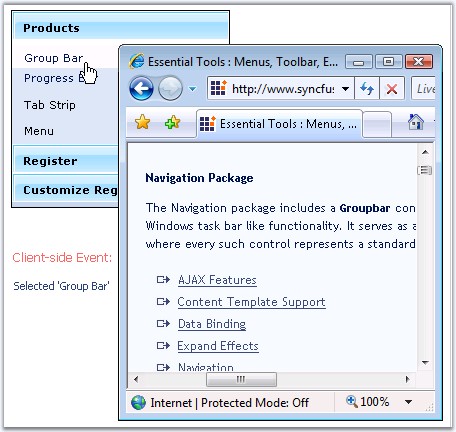 Products
Group Bar
Progress B
Tab Strip
Menu
Register
Customize Reg
Client-side Event:
Selected 'Group Bar'
Essential Tools : Menus, Toolbar, E...
http://www.syncfus
Live
Essential Tools : Menus, ...
Navigation Package
The Navigation package includes a Groupbar con
Windows task bar like functionality. It serves as a
where every such control represents a standard
AJAX Features
Content Template Support
Data Binding
Expand Effects
Navigation
Internet | Protected Mode: Off
100%